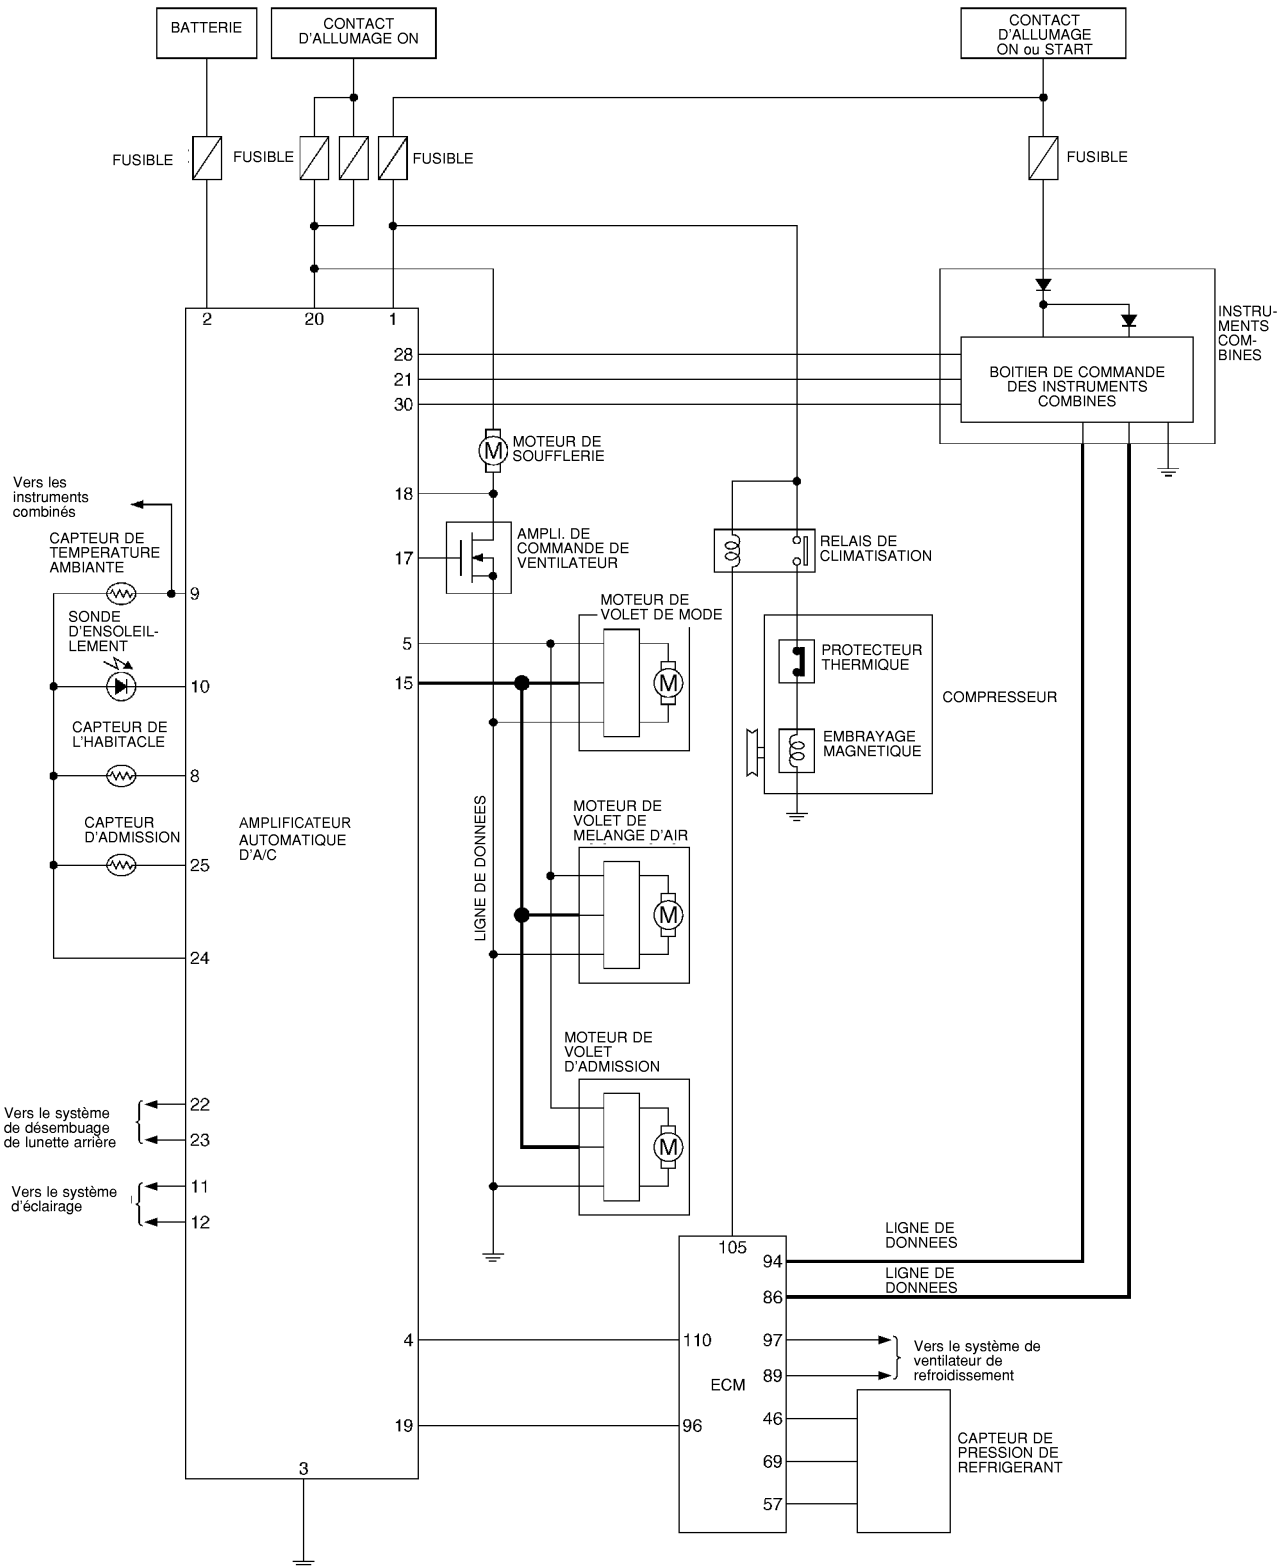 BATTERIE
CONTACT
D'ALLUMAGE ON
CONTACT
D'ALLUMAGE
ON ou START
FUSIBLE
FUSIBLE
FUSIBLE
FUSIBLE
2
20
1
28
21
30
INSTRU-
MENTS
COM-
BINES
BOITIER DE COMMANDE
DES INSTRUMENTS
COMBINES
MOTEUR DE
SOUFFLERIE
Vers les
instruments
combinés
18
CAPTEUR DE
TEMPERATURE
AMBIANTE
17
AMPLI. DE
COMMANDE DE
VENTILATEUR
RELAIS DE
CLIMATISATION
9
SONDE
D'ENSOLEIL-
LEMENT
10
5
15
MOTEUR DE
VOLET DE MODE
M
M
PROTECTEUR
THERMIQUE
COMPRESSEUR
EMBRAYAGE
MAGNETIQUE
CAPTEUR DE
L'HABITACLE
8
CAPTEUR
D'ADMISSION
25
AMPLIFICATEUR
AUTOMATIQUE
D'A/C
LIGNE DE DONNEES
MOTEUR DE
VOLET DE
MELANGE D'AIR
M
24
MOTEUR DE
VOLET
D'ADMISSION
M
Vers le système
de désembuage
de lunette arrière
22
23
Vers le système
d'éclairage
11
12
105
94
LIGNE DE
DONNEES
86
LIGNE DE
DONNEES
4
110
97
89
Vers le système de
ventilateur de
refroidissement
ECM
19
96
46
69
57
CAPTEUR DE
PRESSION DE
REFRIGERANT
3